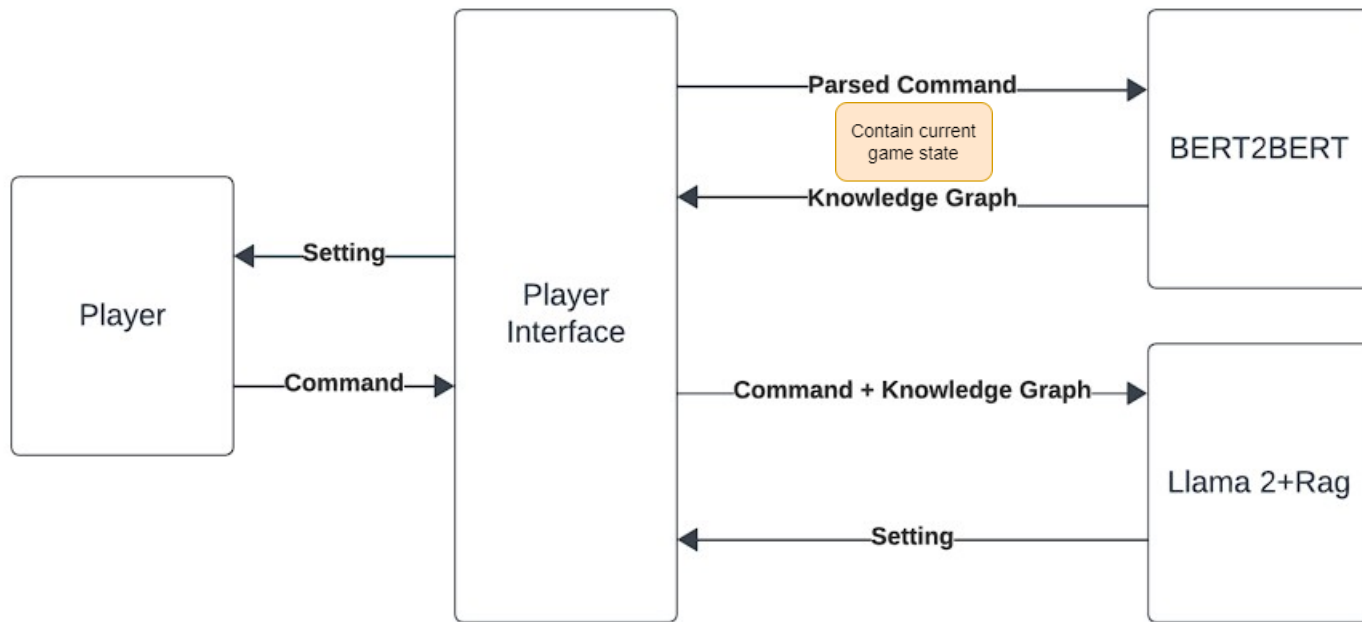 Parsed Command
Contain current
game state
BERT2BERT
Knowledge Graph
Setting
Player
Player
Interface
Command
Command + Knowledge Graph
Llama 2+Rag
Setting